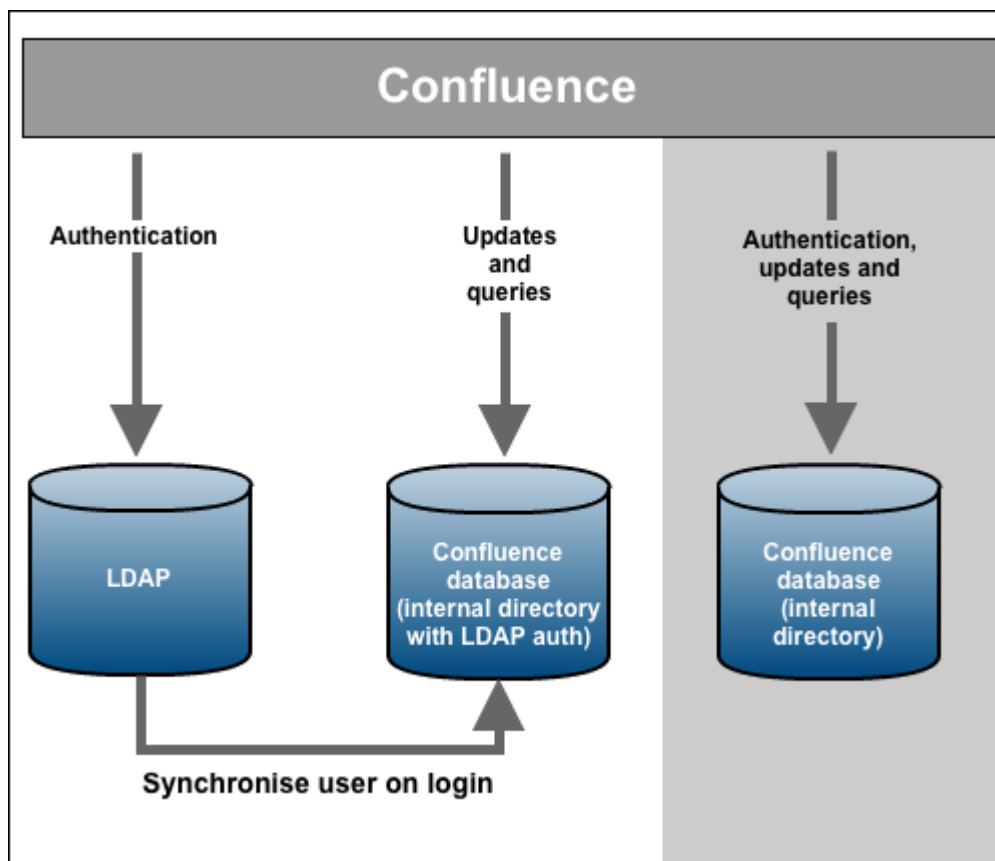 Confluence
Authentication
Updates
and
queries
Authentication,
updates and
queries
LDAP
Confluence
database
(internal directory
with LDAP auth)
Confluence
database
(internal
directory)
Synchronise user on login